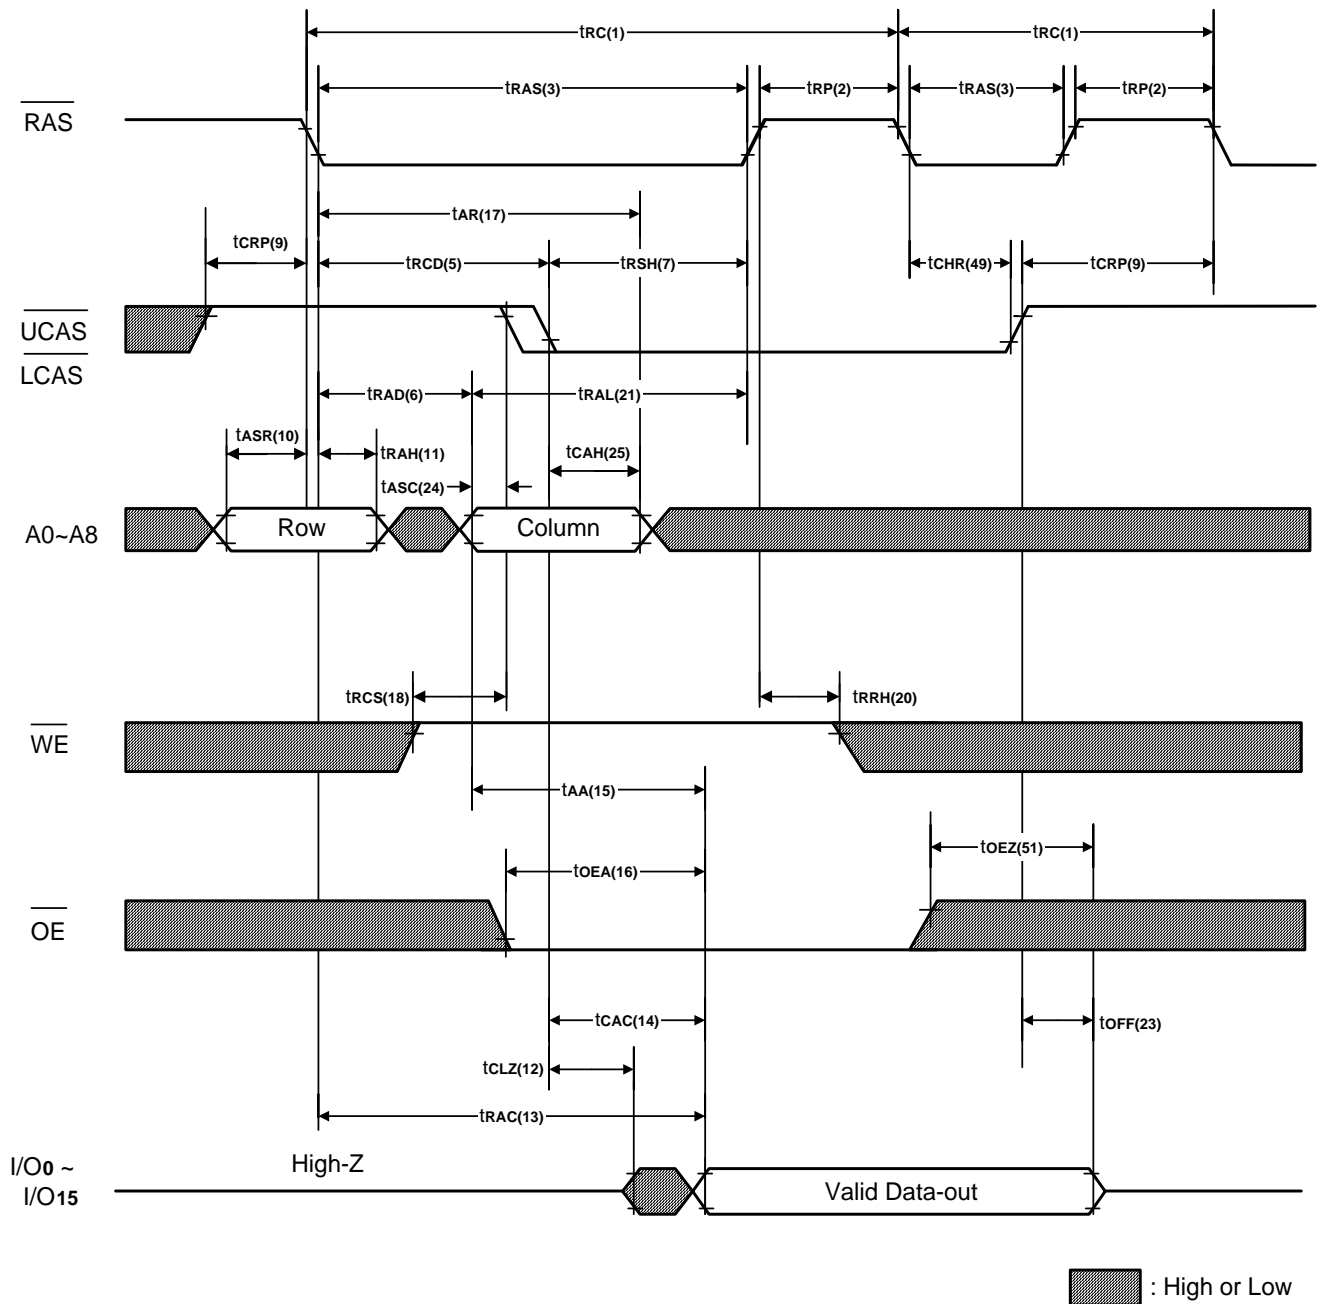 tRC(1) tRC(1)
tRAS(3) tRP(2) tRAS(3) tRP(2)
RAS
tAR(17)
tCRP(9) tRCD(5) tRSH(7) tCHR(49) tCRP(9)
UCAS
LCAS
tRAD(6) tRAL(21)
tASR(10) tRAH(11) tCAH(25)
tASC(24)
A0~A8 Row Column
tRCS(18) tRRH(20)
WE
tAA(15)
tOEZ(51)
tOEA(16)
OE
tCAC(14) tOFF(23)
tCLZ(12)
tRAC(13)
I/O0 ~ High-Z
I/O15 Valid Data-out
: High or Low